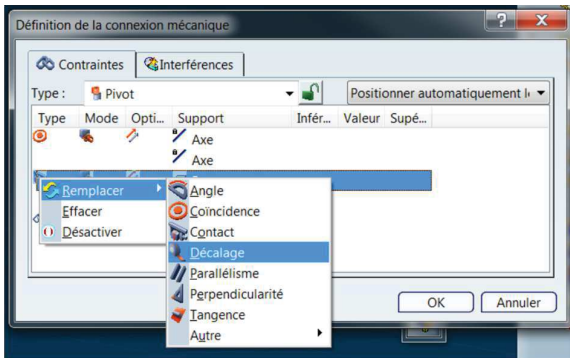 Définition de la connexion mécanique
Contraintes Interférences
Type : Pivot Positionner automatiquement
Type Mode Opti... Support Infér... Valeur Supé...
Axe
Axe
Remplacer
Effacer
Désactiver
Angle
Coïncidence
Contact
Décalage
Parallélisme
Perpendicularité
Tangence
Autre
OK Annuler